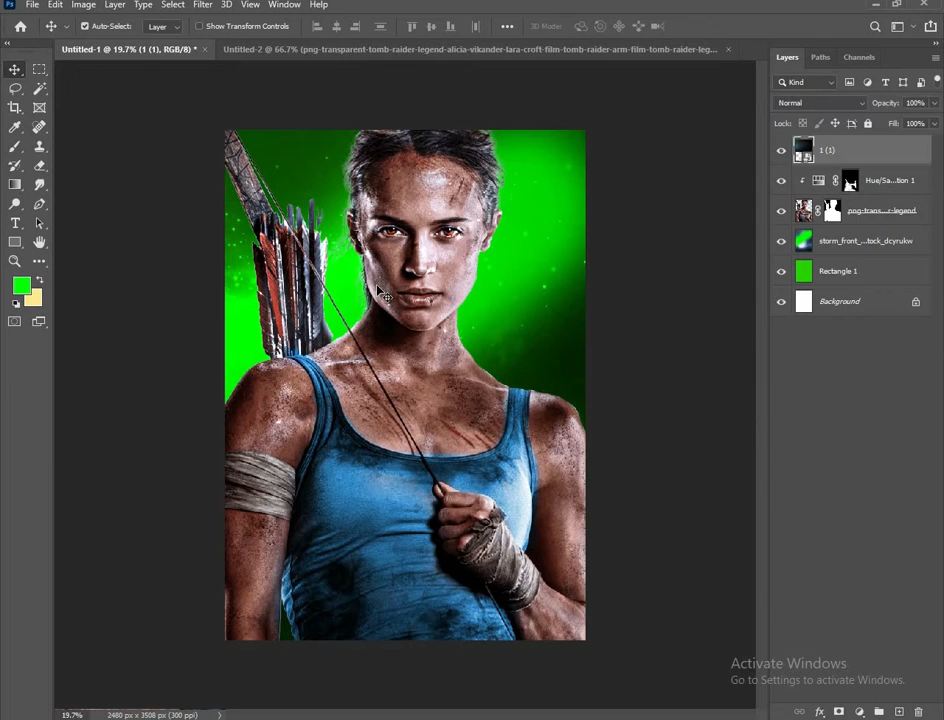 Ps File Edit Image Layer Type Select Filter 3D View Window Help
Auto-Select: Layer Show Transform Controls 3D Mode:
Untitled-1 @ 19.7% (1 (1), RGB/8) * × Untitled-2 @ 66.7% (png-transparent-tomb-raider-legend-alicia-vikander-lara-croft-film-tomb-raider-arm-film-tomb-raider-leg... ×
Layers Paths Channels
Kind
Normal Opacity: 100%
Lock: Fill: 100%
1 (1)
Hue/Sa...tion 1
png-trans...r-legend
storm_front_...tock_dcyrukw
Rectangle 1
Background
Activate Windows
Go to Settings to activate Windows.
19.7% 2480 px x 3508 px (300 ppi)
fx